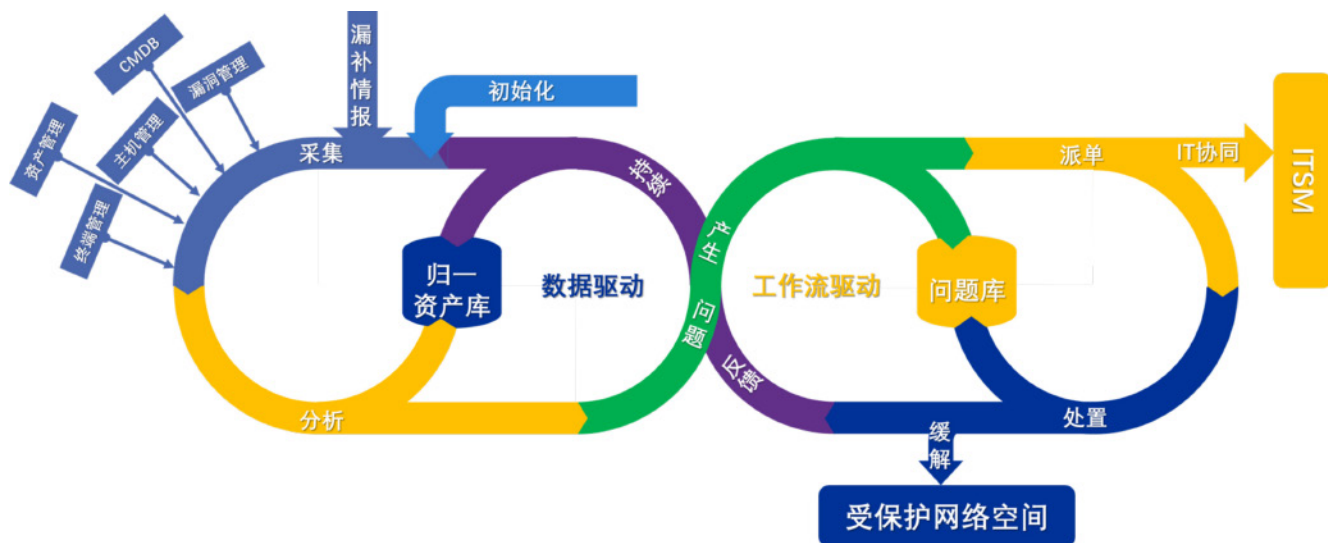 漏补情报
CMDB
漏洞管理
主机管理
资产管理
终端管理
初始化
采集
持续
派单
IT协同
ITSM
归一
资产库
数据驱动
产生
问题
工作流驱动
问题库
反馈
分析
处置
缓解
受保护网络空间